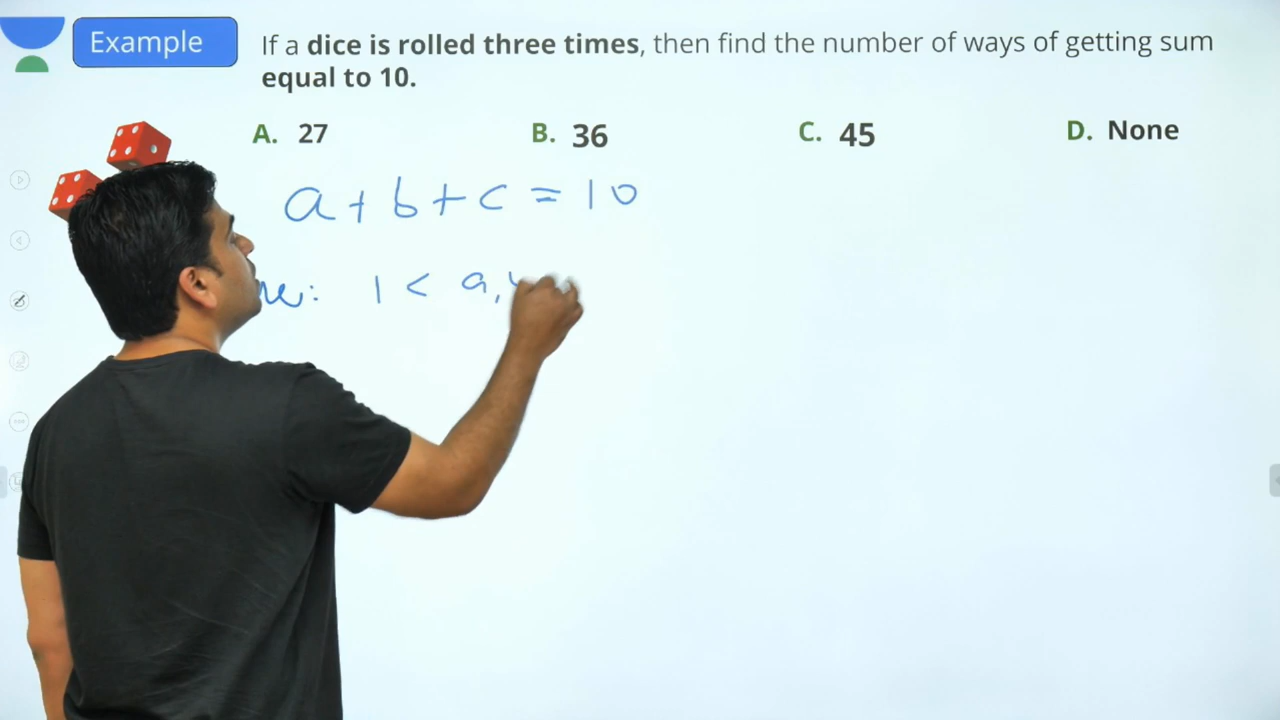 Example
If a dice is rolled three times, then find the number of ways of getting sum
equal to 10.
A. 27 B. 36 C. 45 D. None
a + b + c = 10
: 1 < a,